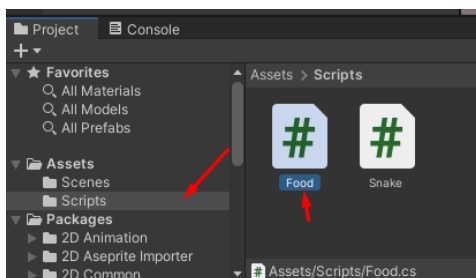 Project Console
Favorites
All Materials
All Models
All Prefabs
Assets
Scenes
Scripts
Packages
2D Animation
2D Aseprite Importer
2D Common
Assets > Scripts
Food Snake
Assets/Scripts/Food.cs